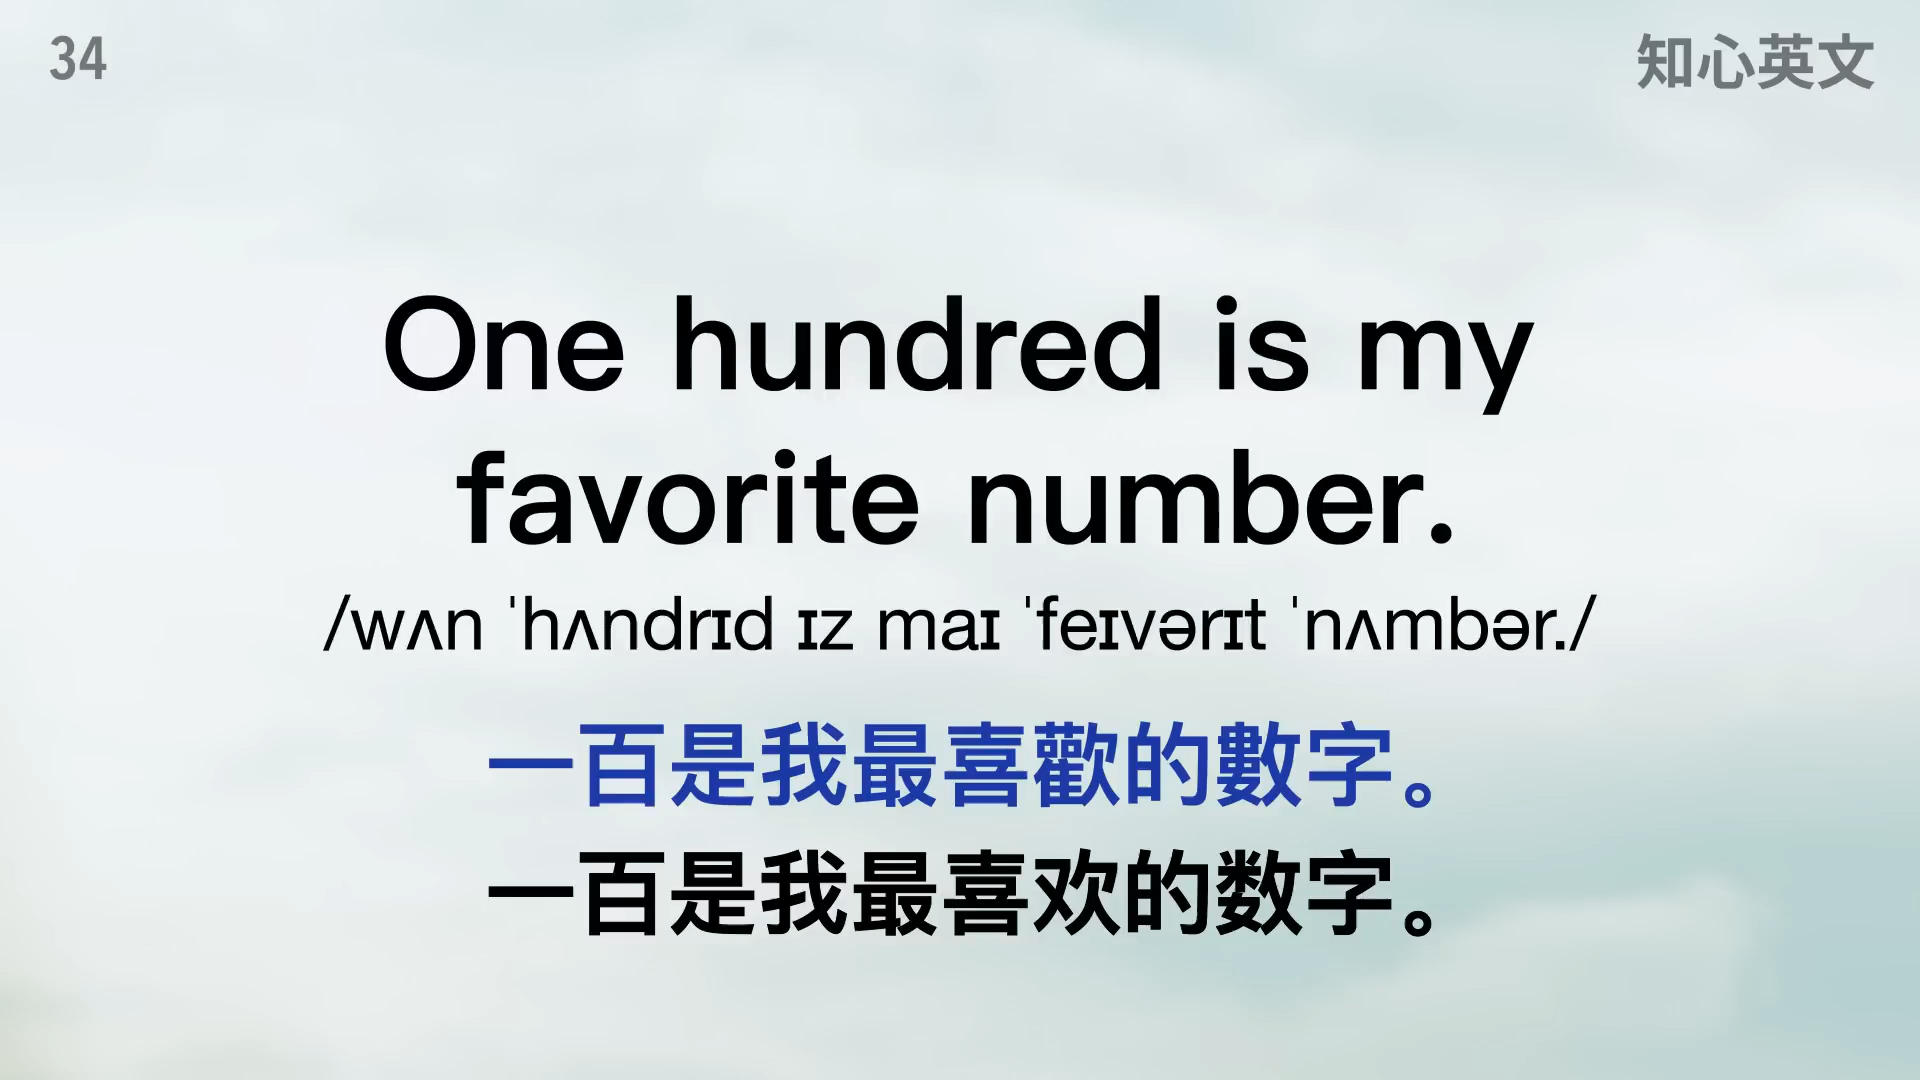 34
知心英文
One hundred is my
favorite number.
/wʌn ˈhʌndrɪd ɪz maɪ ˈfeɪvərɪt ˈnʌmbər./
一百是我最喜歡的數字。
一百是我最喜欢的数字。